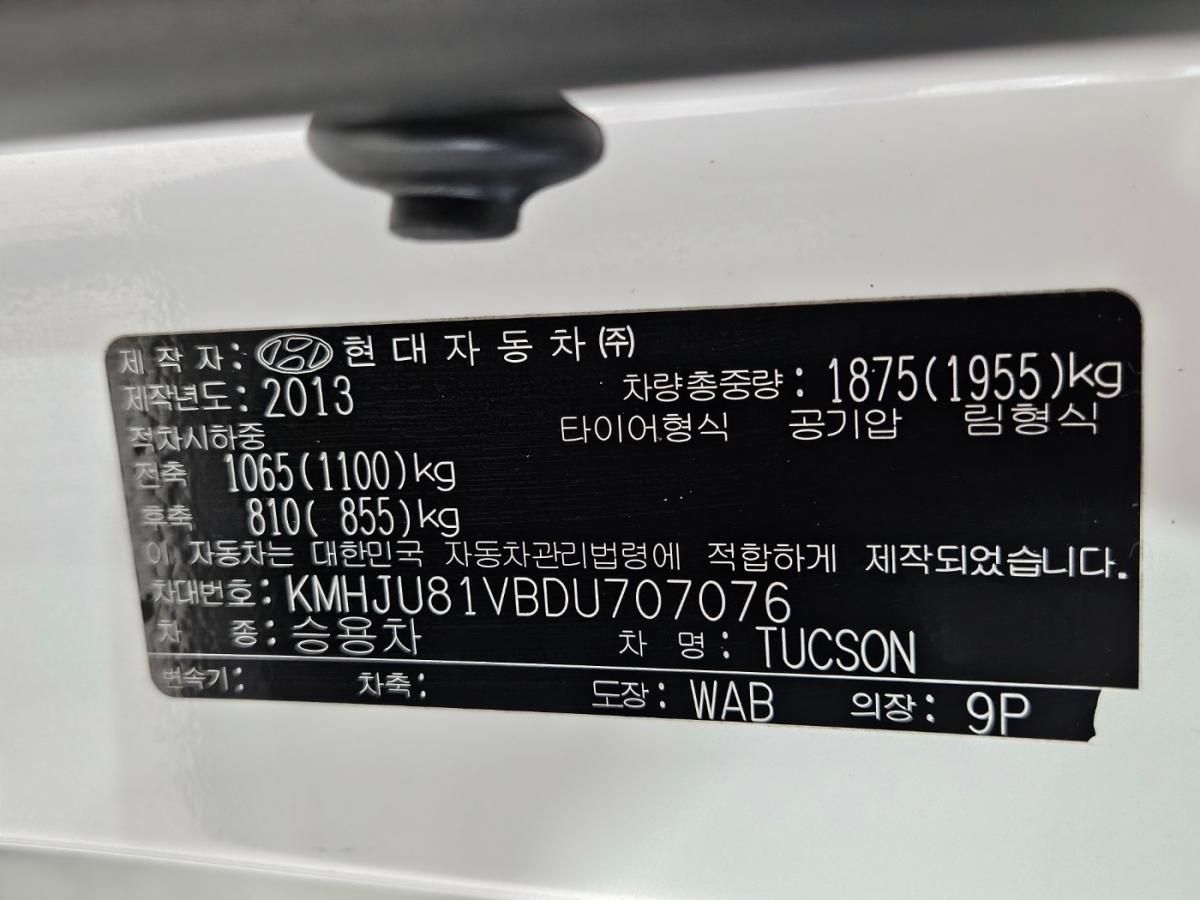 제작자: 현대자동차㈜
제작년도: 2013 차량총중량: 1875(1955)kg
적차시하중 타이어형식 공기압 림형식
전축 1065(1100)kg
후축 810( 855)kg
이 자동차는 대한민국 자동차관리법령에 적합하게 제작되었습니다.
차대번호: KMHJU81VBDU707076
차 종: 승용차 차 명: TUCSON
변속기: 차축: 도장: WAB 의장: 9P